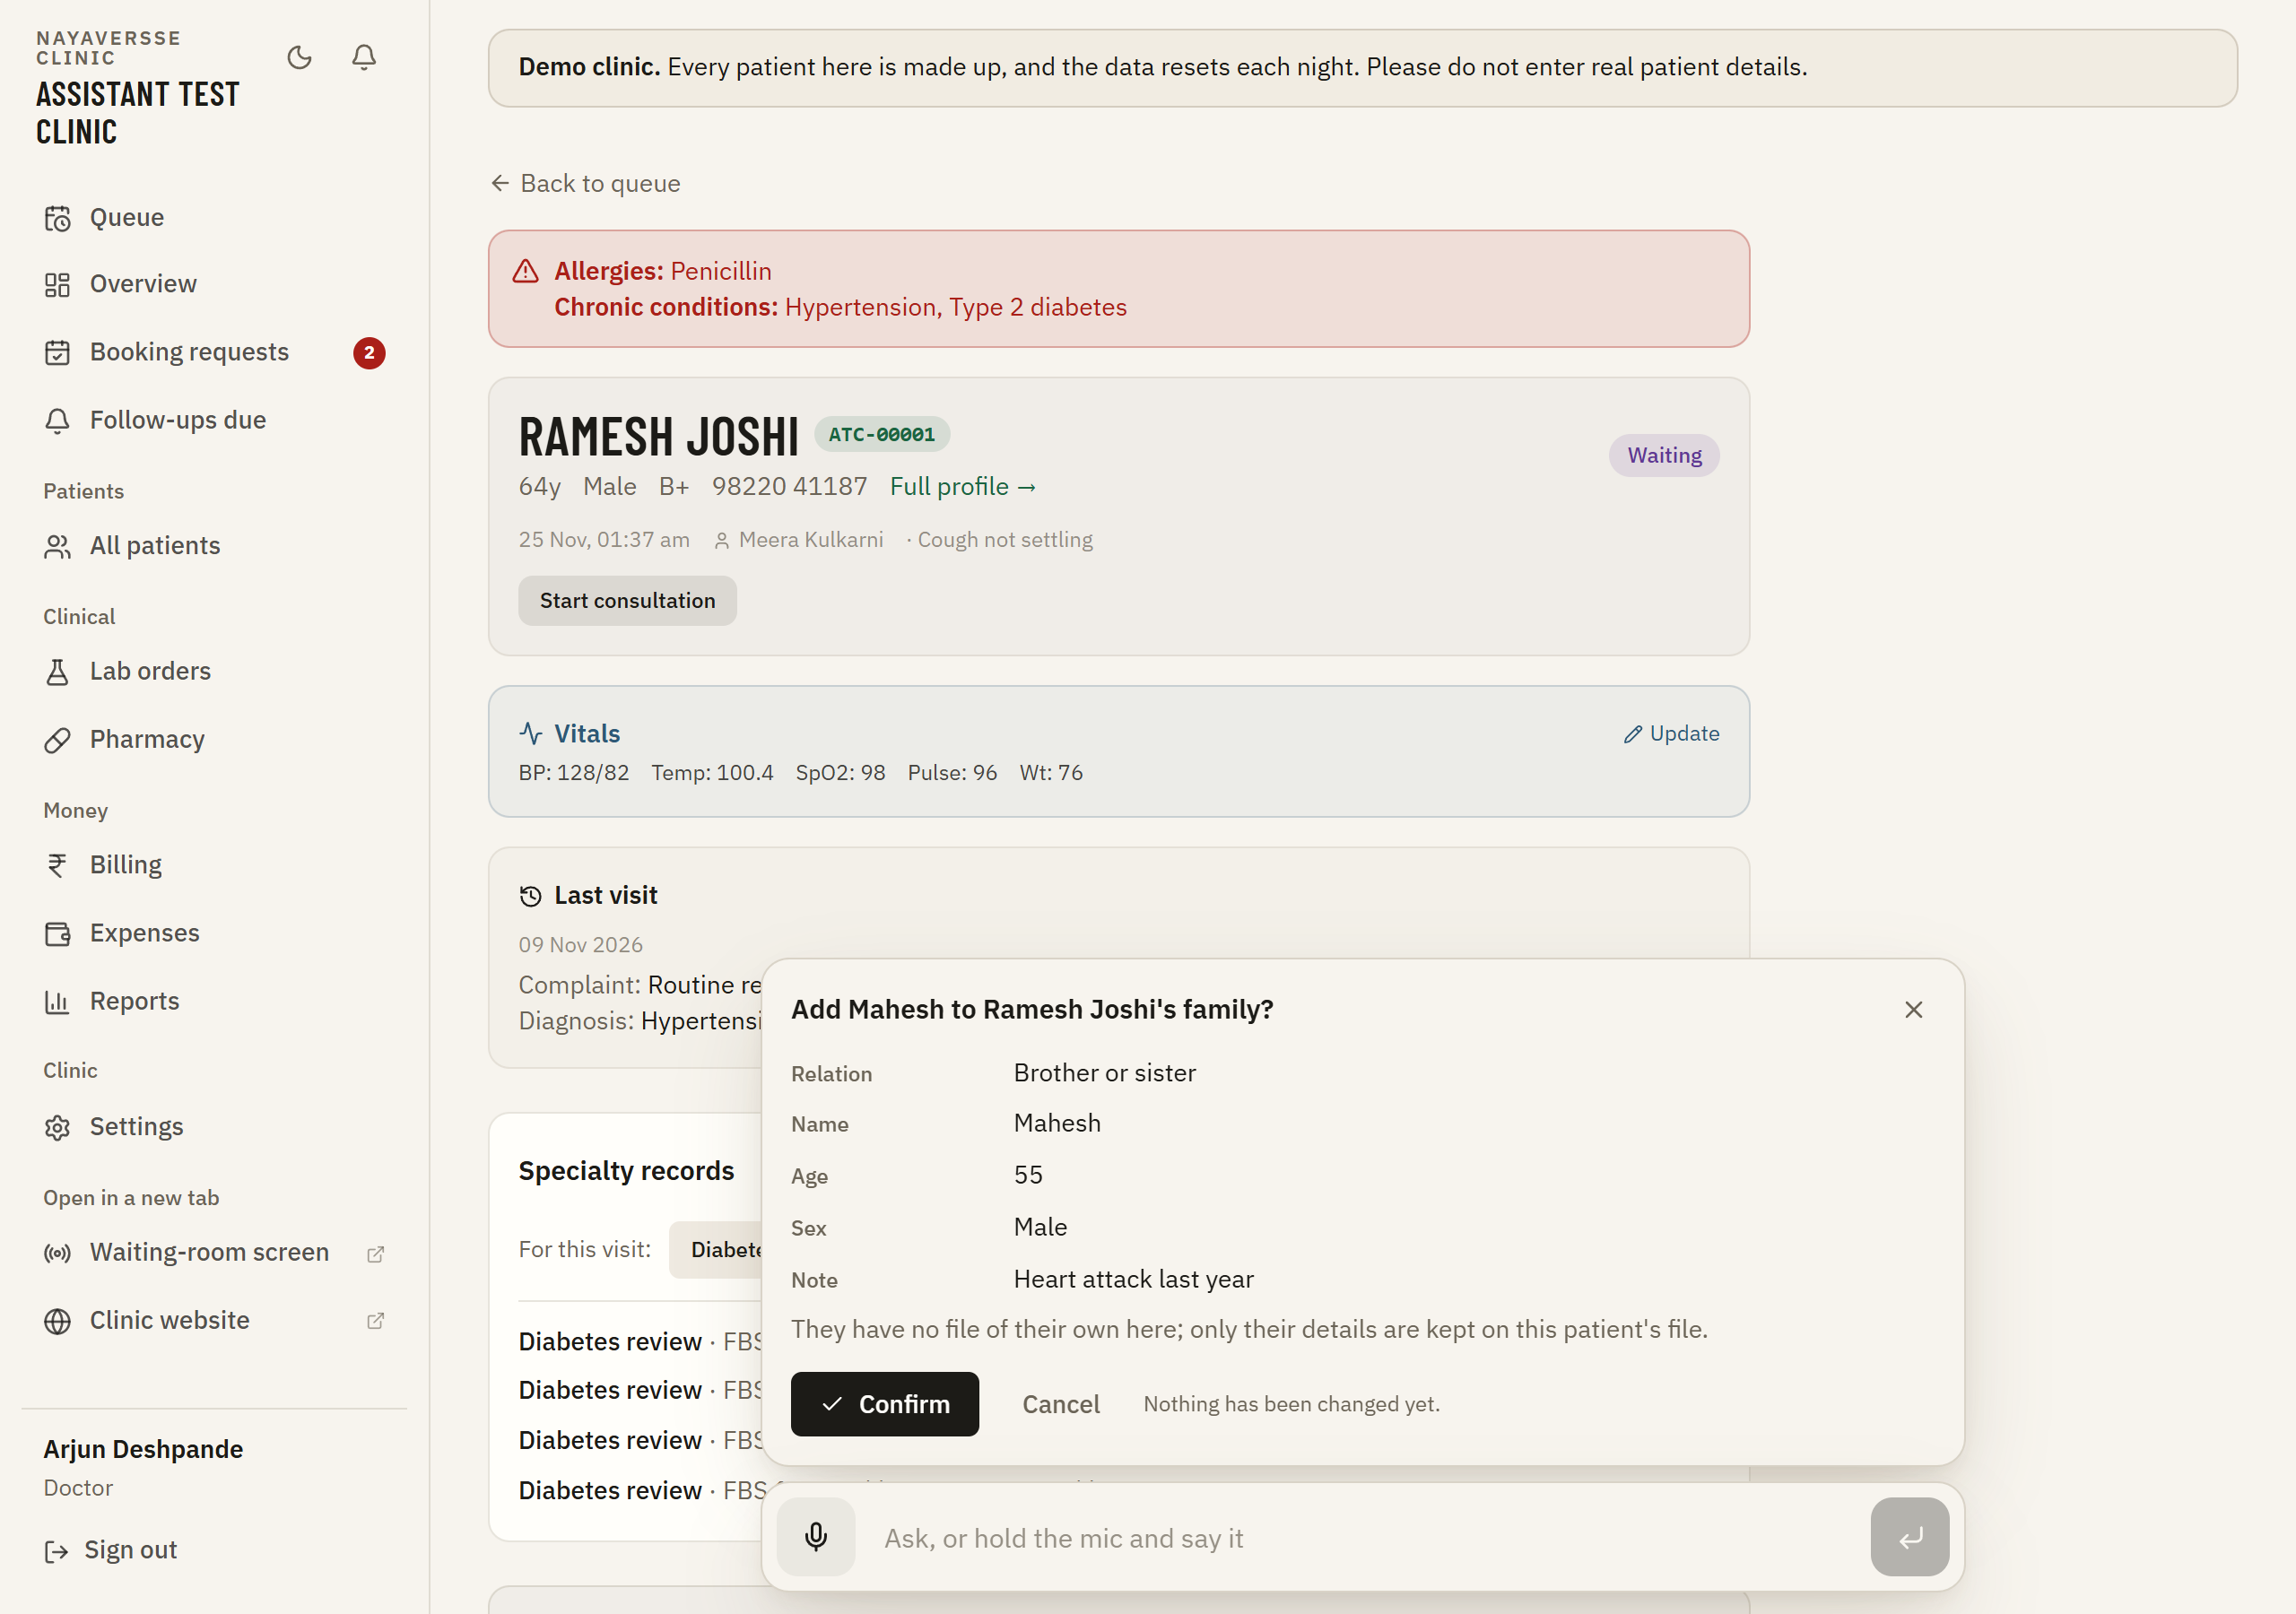 NAYAVERSSE
CLINIC
ASSISTANT TEST
CLINIC
Queue
Overview
Booking requests
2
Follow-ups due
Patients
All patients
Clinical
Lab orders
Pharmacy
Money
Billing
Expenses
Reports
Clinic
Settings
Open in a new tab
Waiting-room screen
Clinic website
Arjun Deshpande
Doctor
Sign out
Demo clinic. Every patient here is made up, and the data resets each night. Please do not enter real patient details.
← Back to queue
Allergies: Penicillin
Chronic conditions: Hypertension, Type 2 diabetes
RAMESH JOSHI ATC-00001
Waiting
64y Male B+ 98220 41187 Full profile →
25 Nov, 01:37 am Meera Kulkarni · Cough not settling
Start consultation
Vitals
Update
BP: 128/82 Temp: 100.4 SpO2: 98 Pulse: 96 Wt: 76
Last visit
09 Nov 2026
Complaint: Routine
Diagnosis:
Specialty records
For this visit:
Diabetes review · FBS
Diabetes review · FBS
Diabetes review · FBS
Diabetes review · FBS
Add Mahesh to Ramesh Joshi's family?
Relation Brother or sister
Name Mahesh
Age 55
Sex Male
Note Heart attack last year
They have no file of their own here; only their details are kept on this patient's file.
Confirm Cancel Nothing has been changed yet.
Ask, or hold the mic and say it